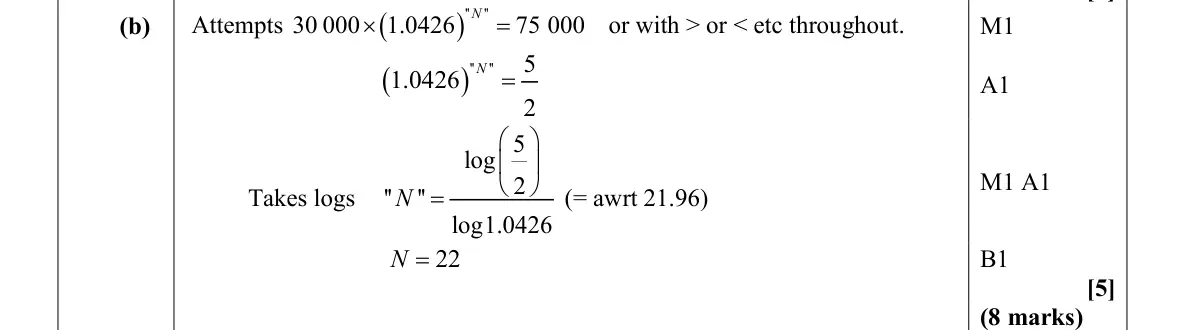 (b) Attempts 30 000×(1.0426)^"N" = 75 000 or with > or < etc throughout. M1
(1.0426)^"N" = 5/2 A1
Takes logs "N" = log(5/2) / log1.0426 (= awrt 21.96) M1 A1
N = 22 B1
[5]
(8 marks)